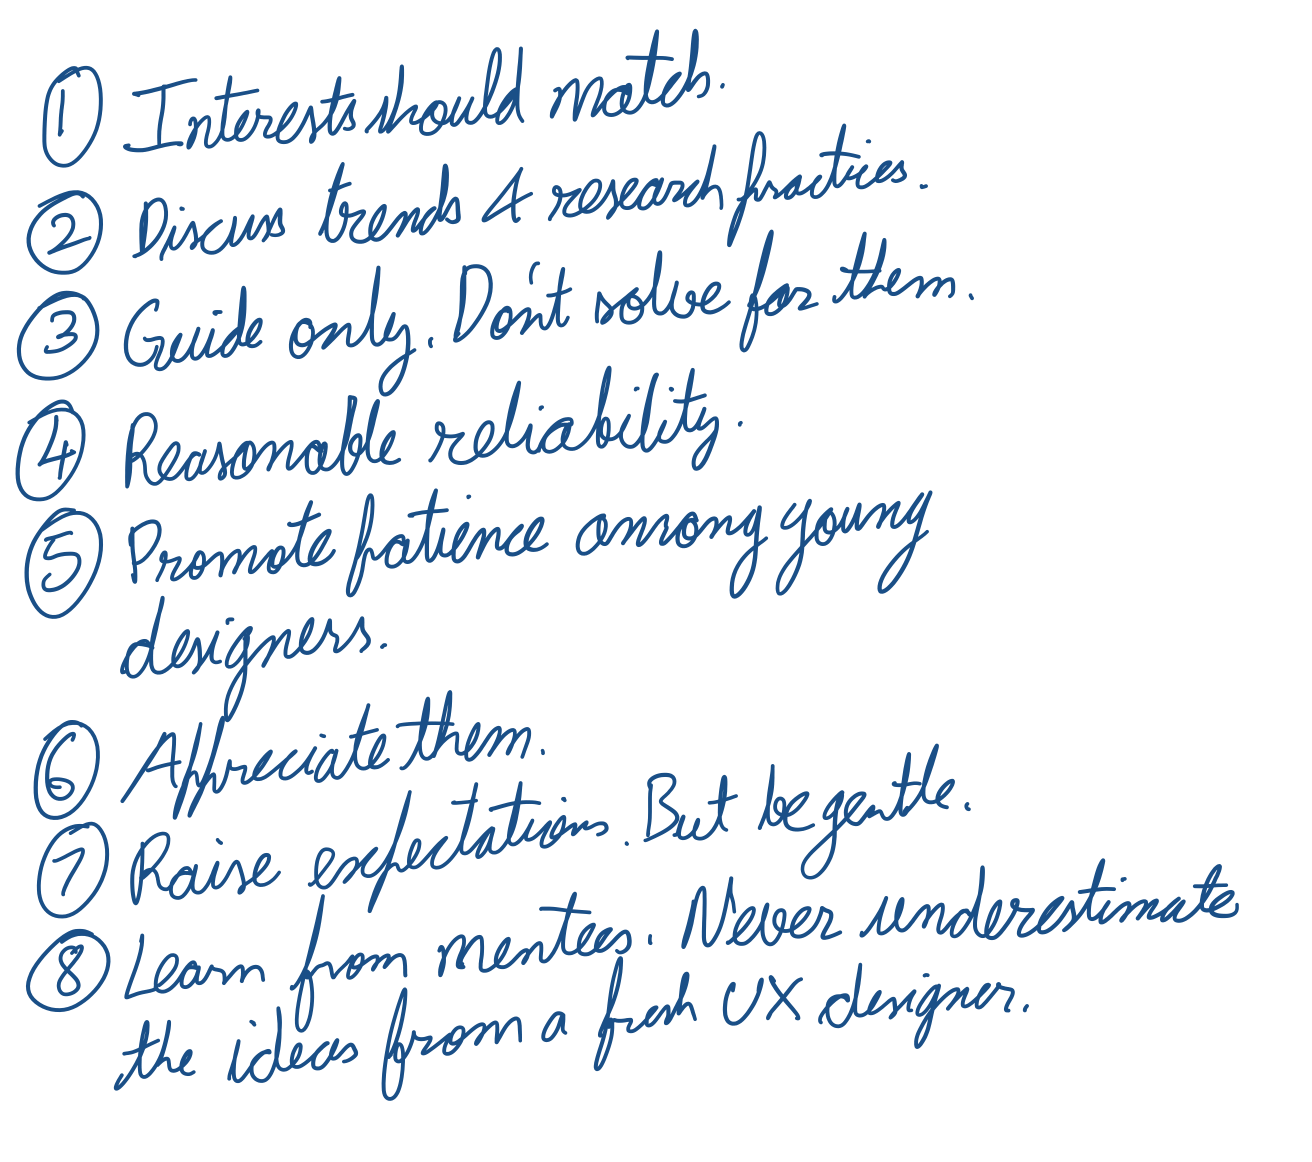 ① Interests should match.
② Discuss trends & research practices.
③ Guide only. Don't solve for them.
④ Reasonable reliability.
⑤ Promote patience among young
designers.
⑥ Appreciate them.
⑦ Raise expectations. But be gentle.
⑧ Learn from mentees. Never underestimate
the ideas from a fresh UX designer.